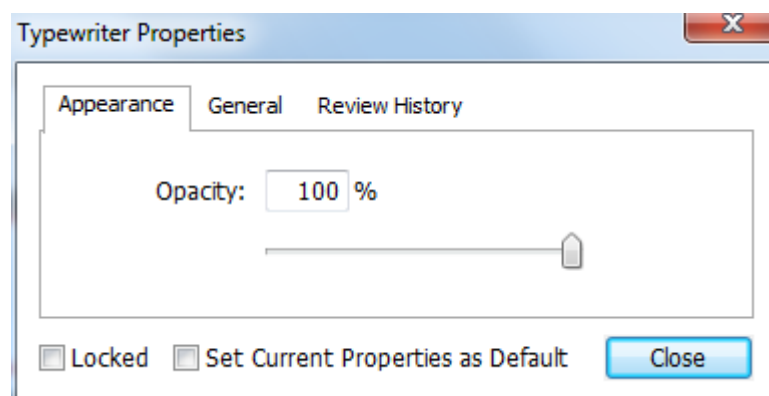 Typewriter Properties
x
Appearance General Review History
Opacity: 100 %
Locked Set Current Properties as Default Close